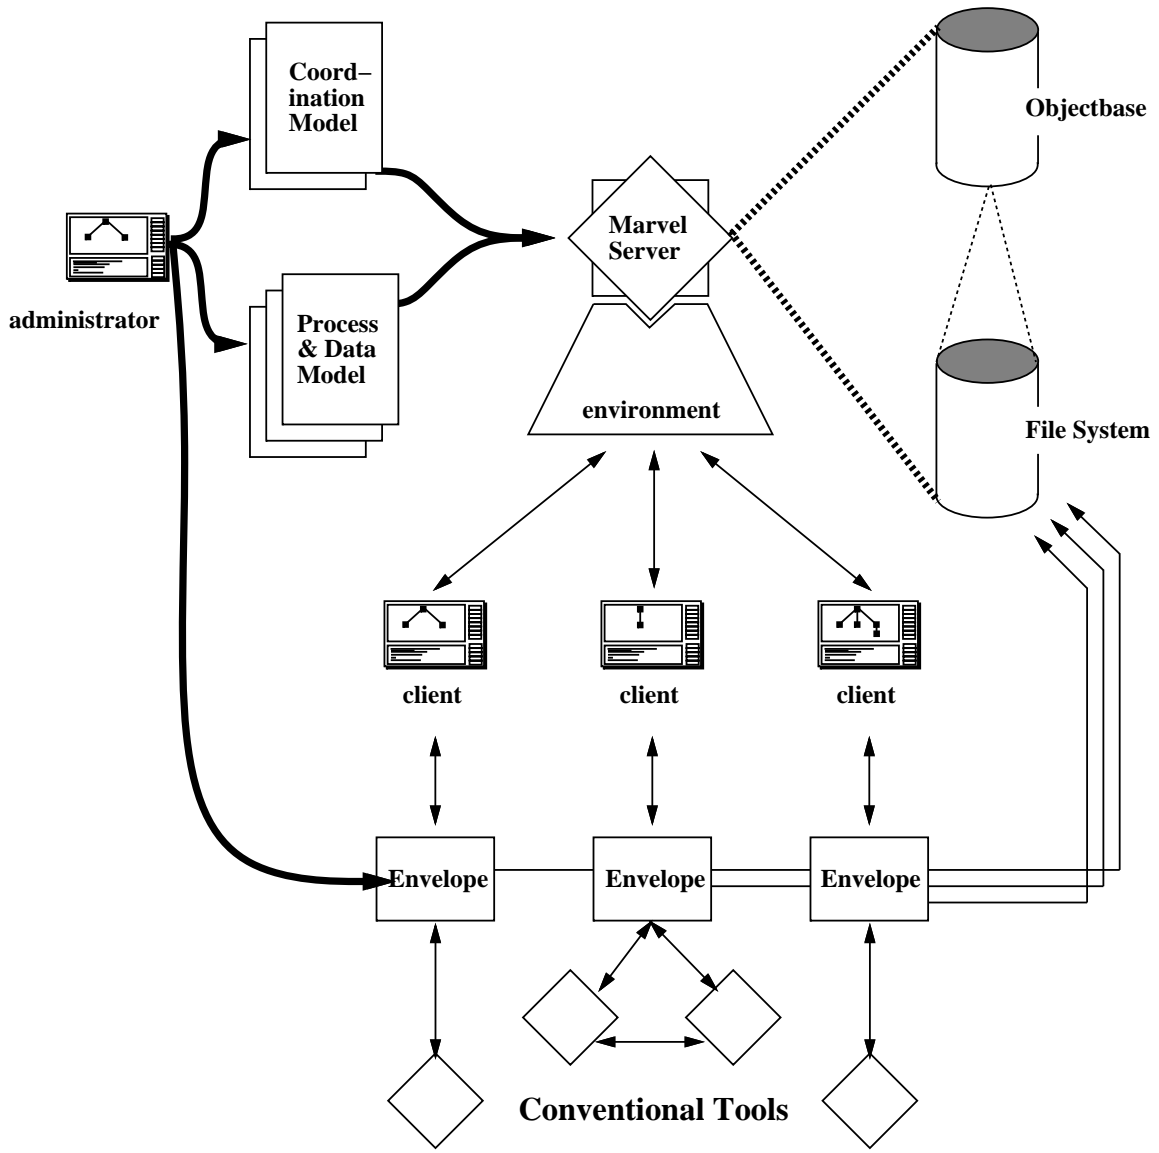 Coord–
ination
Model
Objectbase
Marvel
Server
administrator
Process
& Data
Model
environment
File System
client
client
client
Envelope
Envelope
Envelope
Conventional Tools